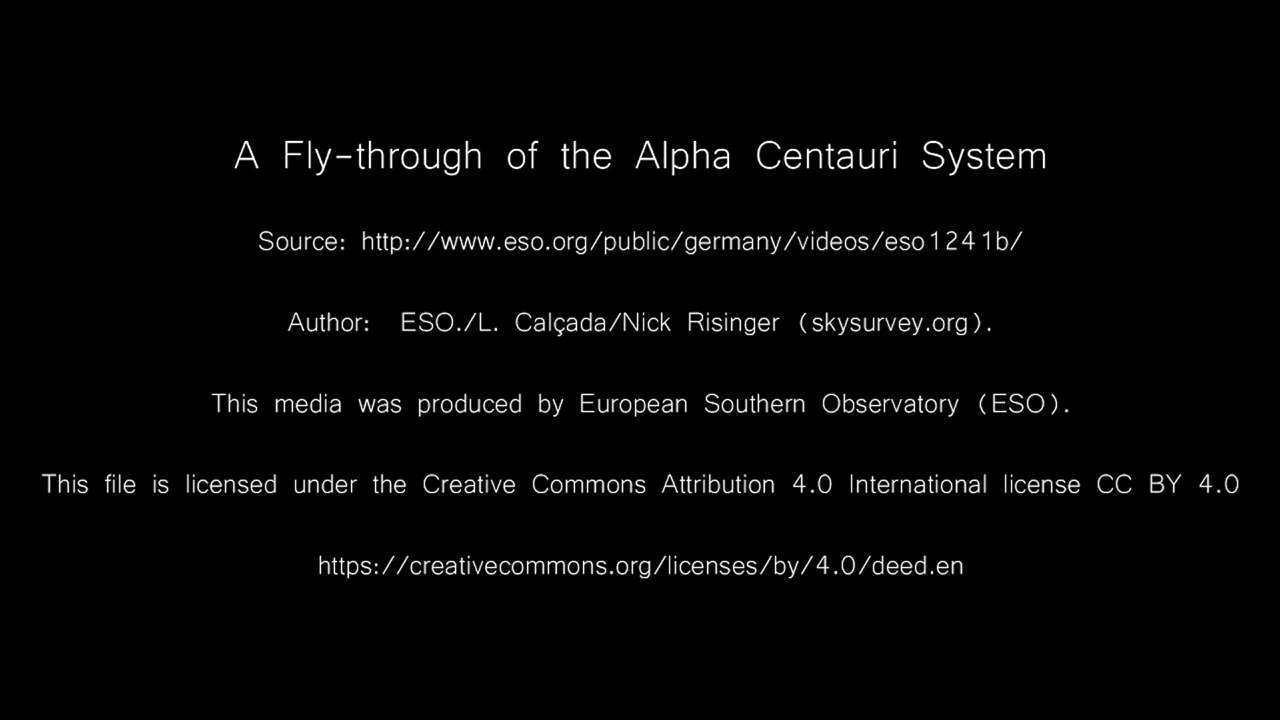 A Fly-through of the Alpha Centauri System
Source: http://www.eso.org/public/germany/videos/eso1241b/
Author: ESO./L. Calçada/Nick Risinger (skysurvey.org).
This media was produced by European Southern Observatory (ESO).
This file is licensed under the Creative Commons Attribution 4.0 International license CC BY 4.0
https://creativecommons.org/licenses/by/4.0/deed.en